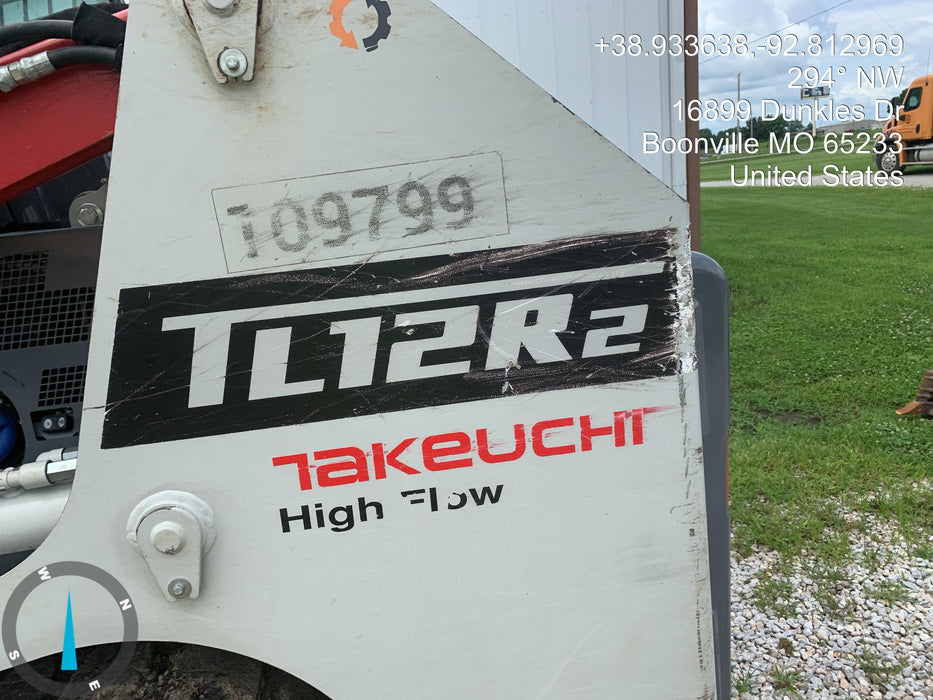 +38.933638,-92.812969
294° NW
16899 Dunkles Dr
Boonville MO 65233
United States
109799
TL12R2
TAKEUCHI
High Flow
W
N
S
E